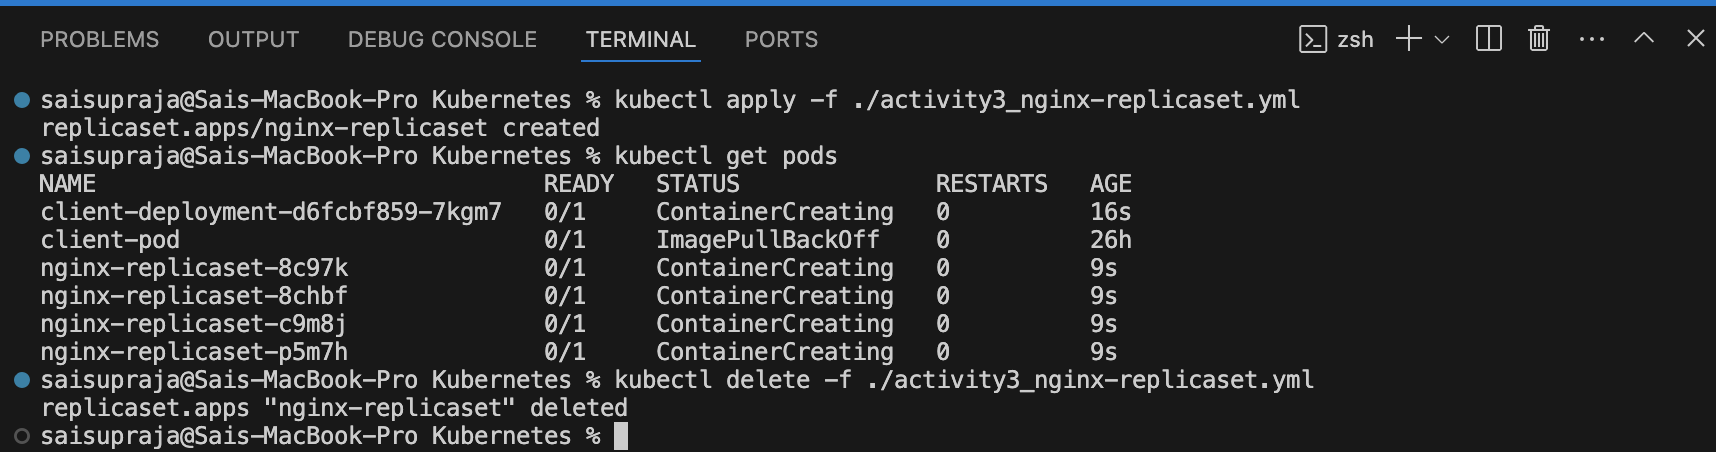 PROBLEMS OUTPUT DEBUG CONSOLE TERMINAL PORTS zsh
saisupraja@Sais-MacBook-Pro Kubernetes % kubectl apply -f ./activity3_nginx-replicaset.yml
replicaset.apps/nginx-replicaset created
saisupraja@Sais-MacBook-Pro Kubernetes % kubectl get pods
NAME READY STATUS RESTARTS AGE
client-deployment-d6fcbf859-7kgm7 0/1 ContainerCreating 0 16s
client-pod 0/1 ImagePullBackOff 0 26h
nginx-replicaset-8c97k 0/1 ContainerCreating 0 9s
nginx-replicaset-8chbf 0/1 ContainerCreating 0 9s
nginx-replicaset-c9m8j 0/1 ContainerCreating 0 9s
nginx-replicaset-p5m7h 0/1 ContainerCreating 0 9s
saisupraja@Sais-MacBook-Pro Kubernetes % kubectl delete -f ./activity3_nginx-replicaset.yml
replicaset.apps "nginx-replicaset" deleted
saisupraja@Sais-MacBook-Pro Kubernetes %